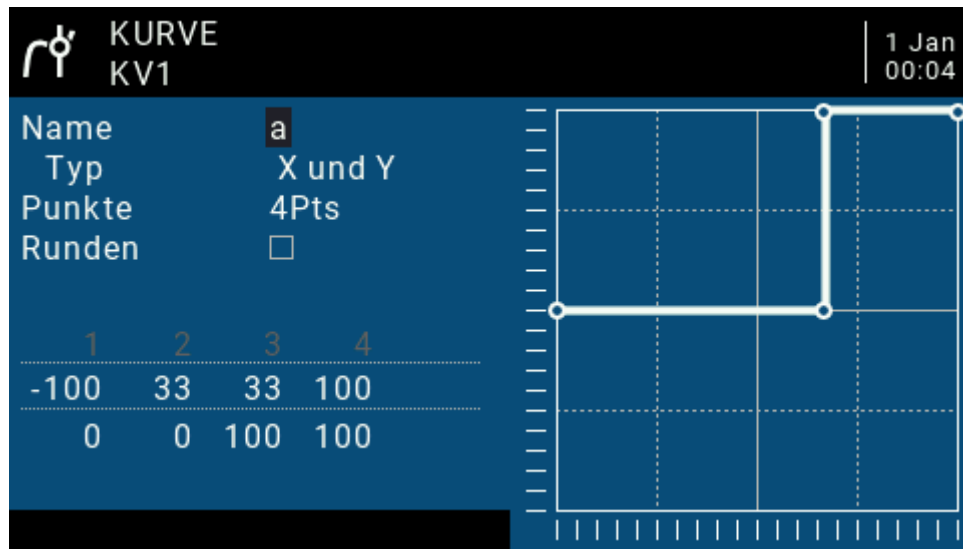 KURVE
KV1
1 Jan
00:04
Name a
Typ X und Y
Punkte 4Pts
Runden
1 2 3 4
-100 33 33 100
0 0 100 100